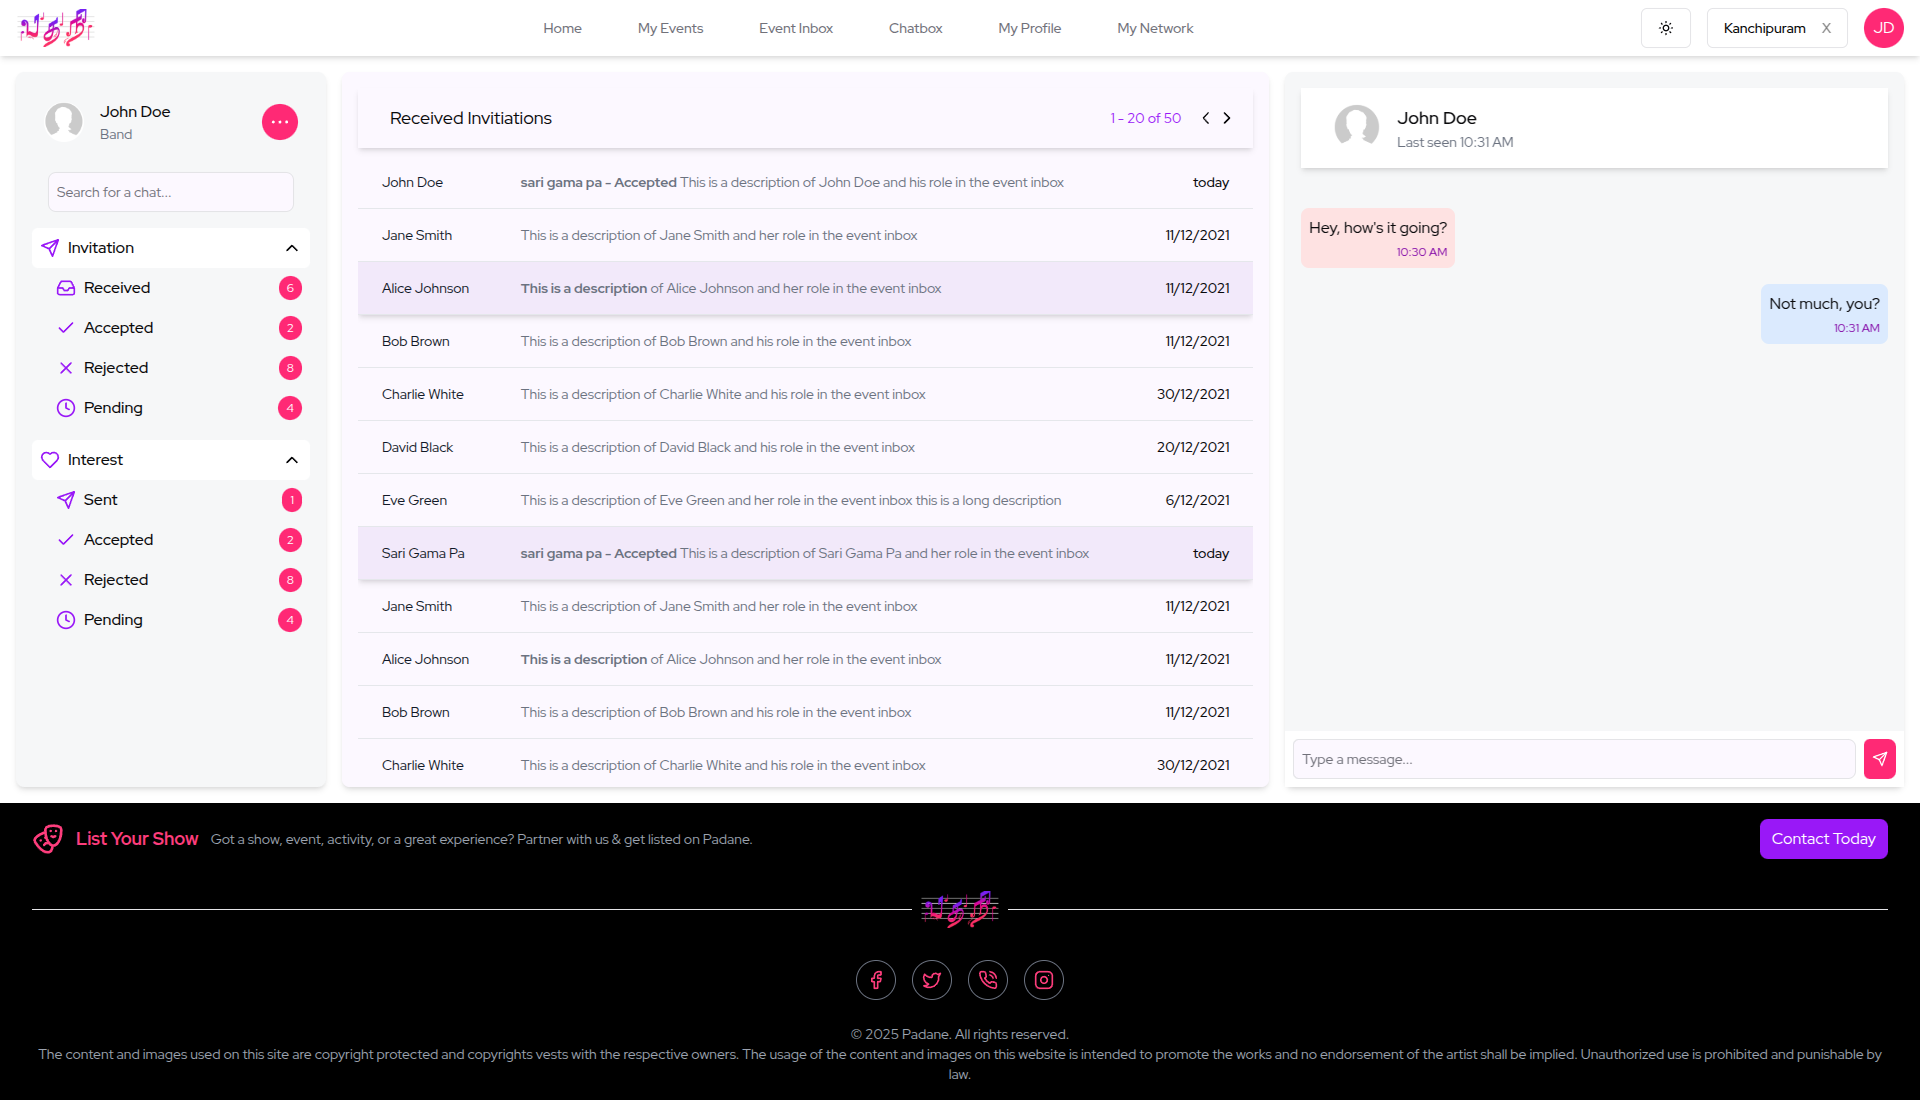 பதநி
Home My Events Event Inbox Chatbox My Profile My Network
Kanchipuram X
JD
John Doe
Band
Search for a chat...
Invitation
Received 6
Accepted 2
Rejected 8
Pending 4
Interest
Sent 1
Accepted 2
Rejected 8
Pending 4
Received Invitiations 1 - 20 of 50
John Doe sari gama pa - Accepted This is a description of John Doe and his role in the event inbox today
Jane Smith This is a description of Jane Smith and her role in the event inbox 11/12/2021
Alice Johnson This is a description of Alice Johnson and her role in the event inbox 11/12/2021
Bob Brown This is a description of Bob Brown and his role in the event inbox 11/12/2021
Charlie White This is a description of Charlie White and his role in the event inbox 30/12/2021
David Black This is a description of David Black and his role in the event inbox 20/12/2021
Eve Green This is a description of Eve Green and her role in the event inbox this is a long description 6/12/2021
Sari Gama Pa sari gama pa - Accepted This is a description of Sari Gama Pa and her role in the event inbox today
Jane Smith This is a description of Jane Smith and her role in the event inbox 11/12/2021
Alice Johnson This is a description of Alice Johnson and her role in the event inbox 11/12/2021
Bob Brown This is a description of Bob Brown and his role in the event inbox 11/12/2021
Charlie White This is a description of Charlie White and his role in the event inbox 30/12/2021
John Doe
Last seen 10:31 AM
Hey, how's it going?
10:30 AM
Not much, you?
10:31 AM
Type a message...
List Your Show Got a show, event, activity, or a great experience? Partner with us & get listed on Padane.
Contact Today
பதநி
© 2025 Padane. All rights reserved.
The content and images used on this site are copyright protected and copyrights vests with the respective owners. The usage of the content and images on this website is intended to promote the works and no endorsement of the artist shall be implied. Unauthorized use is prohibited and punishable by
law.